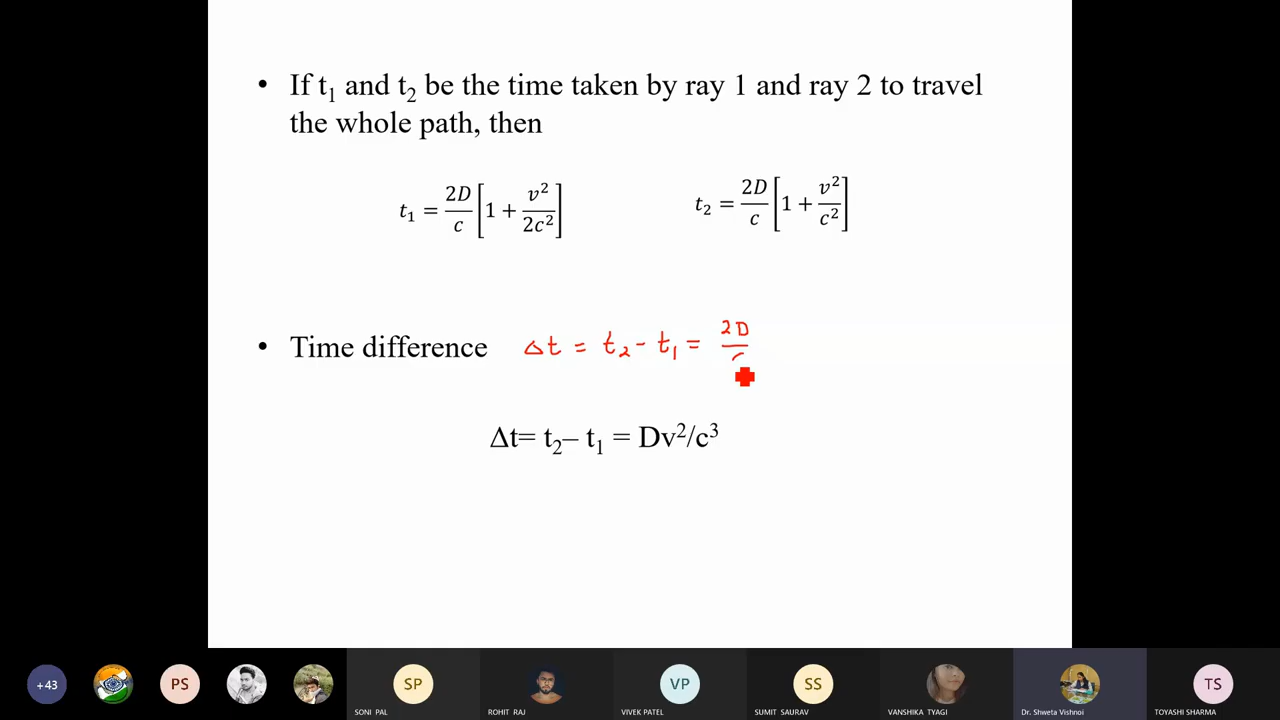 • If t₁ and t₂ be the time taken by ray 1 and ray 2 to travel
the whole path, then
t₁ = 2D/c [1 + v²/2c²]    t₂ = 2D/c [1 + v²/c²]
• Time difference Δt = t₂ - t₁ = 2D/c
Δt= t₂– t₁ = Dv²/c³
+43 PS SP VP SS TS
SONI PAL ROHIT RAJ VIVEK PATEL SUMIT SAURAV VANSHIKA TYAGI Dr. Shweta Vishnoi TOYASHI SHARMA